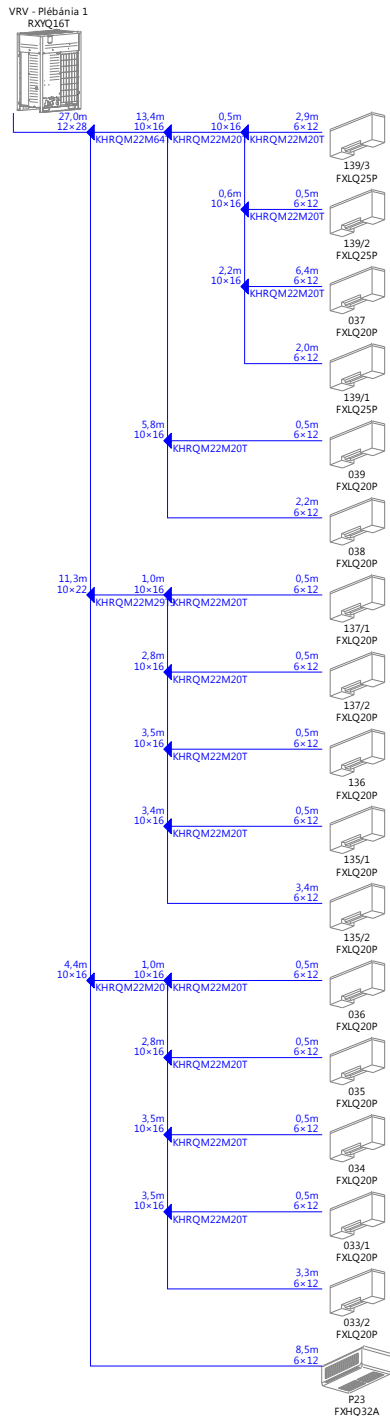 VRV - Plébánia 1
RXYQ16T
27,0m
12×28
13,4m
10×16
0,5m
10×16
2,9m
6×12
KHRQM22M64
KHRQM22M20T
KHRQM22M20T
139/3
FXLQ25P
0,6m
10×16
0,5m
6×12
KHRQM22M20T
139/2
FXLQ25P
2,2m
10×16
6,4m
6×12
KHRQM22M20T
037
FXLQ20P
2,0m
6×12
139/1
FXLQ25P
5,8m
10×16
0,5m
6×12
KHRQM22M20T
039
FXLQ20P
2,2m
6×12
038
FXLQ20P
11,3m
10×22
1,0m
10×16
0,5m
6×12
KHRQM22M29T9
KHRQM22M20T
137/1
FXLQ20P
2,8m
10×16
0,5m
6×12
KHRQM22M20T
137/2
FXLQ20P
3,5m
10×16
0,5m
6×12
KHRQM22M20T
136
FXLQ20P
3,4m
10×16
0,5m
6×12
KHRQM22M20T
135/1
FXLQ20P
3,4m
6×12
135/2
FXLQ20P
4,4m
10×16
1,0m
10×16
0,5m
6×12
KHRQM22M20T
KHRQM22M20T
036
FXLQ20P
2,8m
10×16
0,5m
6×12
KHRQM22M20T
035
FXLQ20P
3,5m
10×16
0,5m
6×12
KHRQM22M20T
034
FXLQ20P
3,5m
10×16
0,5m
6×12
KHRQM22M20T
033/1
FXLQ20P
3,3m
6×12
033/2
FXLQ20P
8,5m
6×12
P23
FXHQ32A